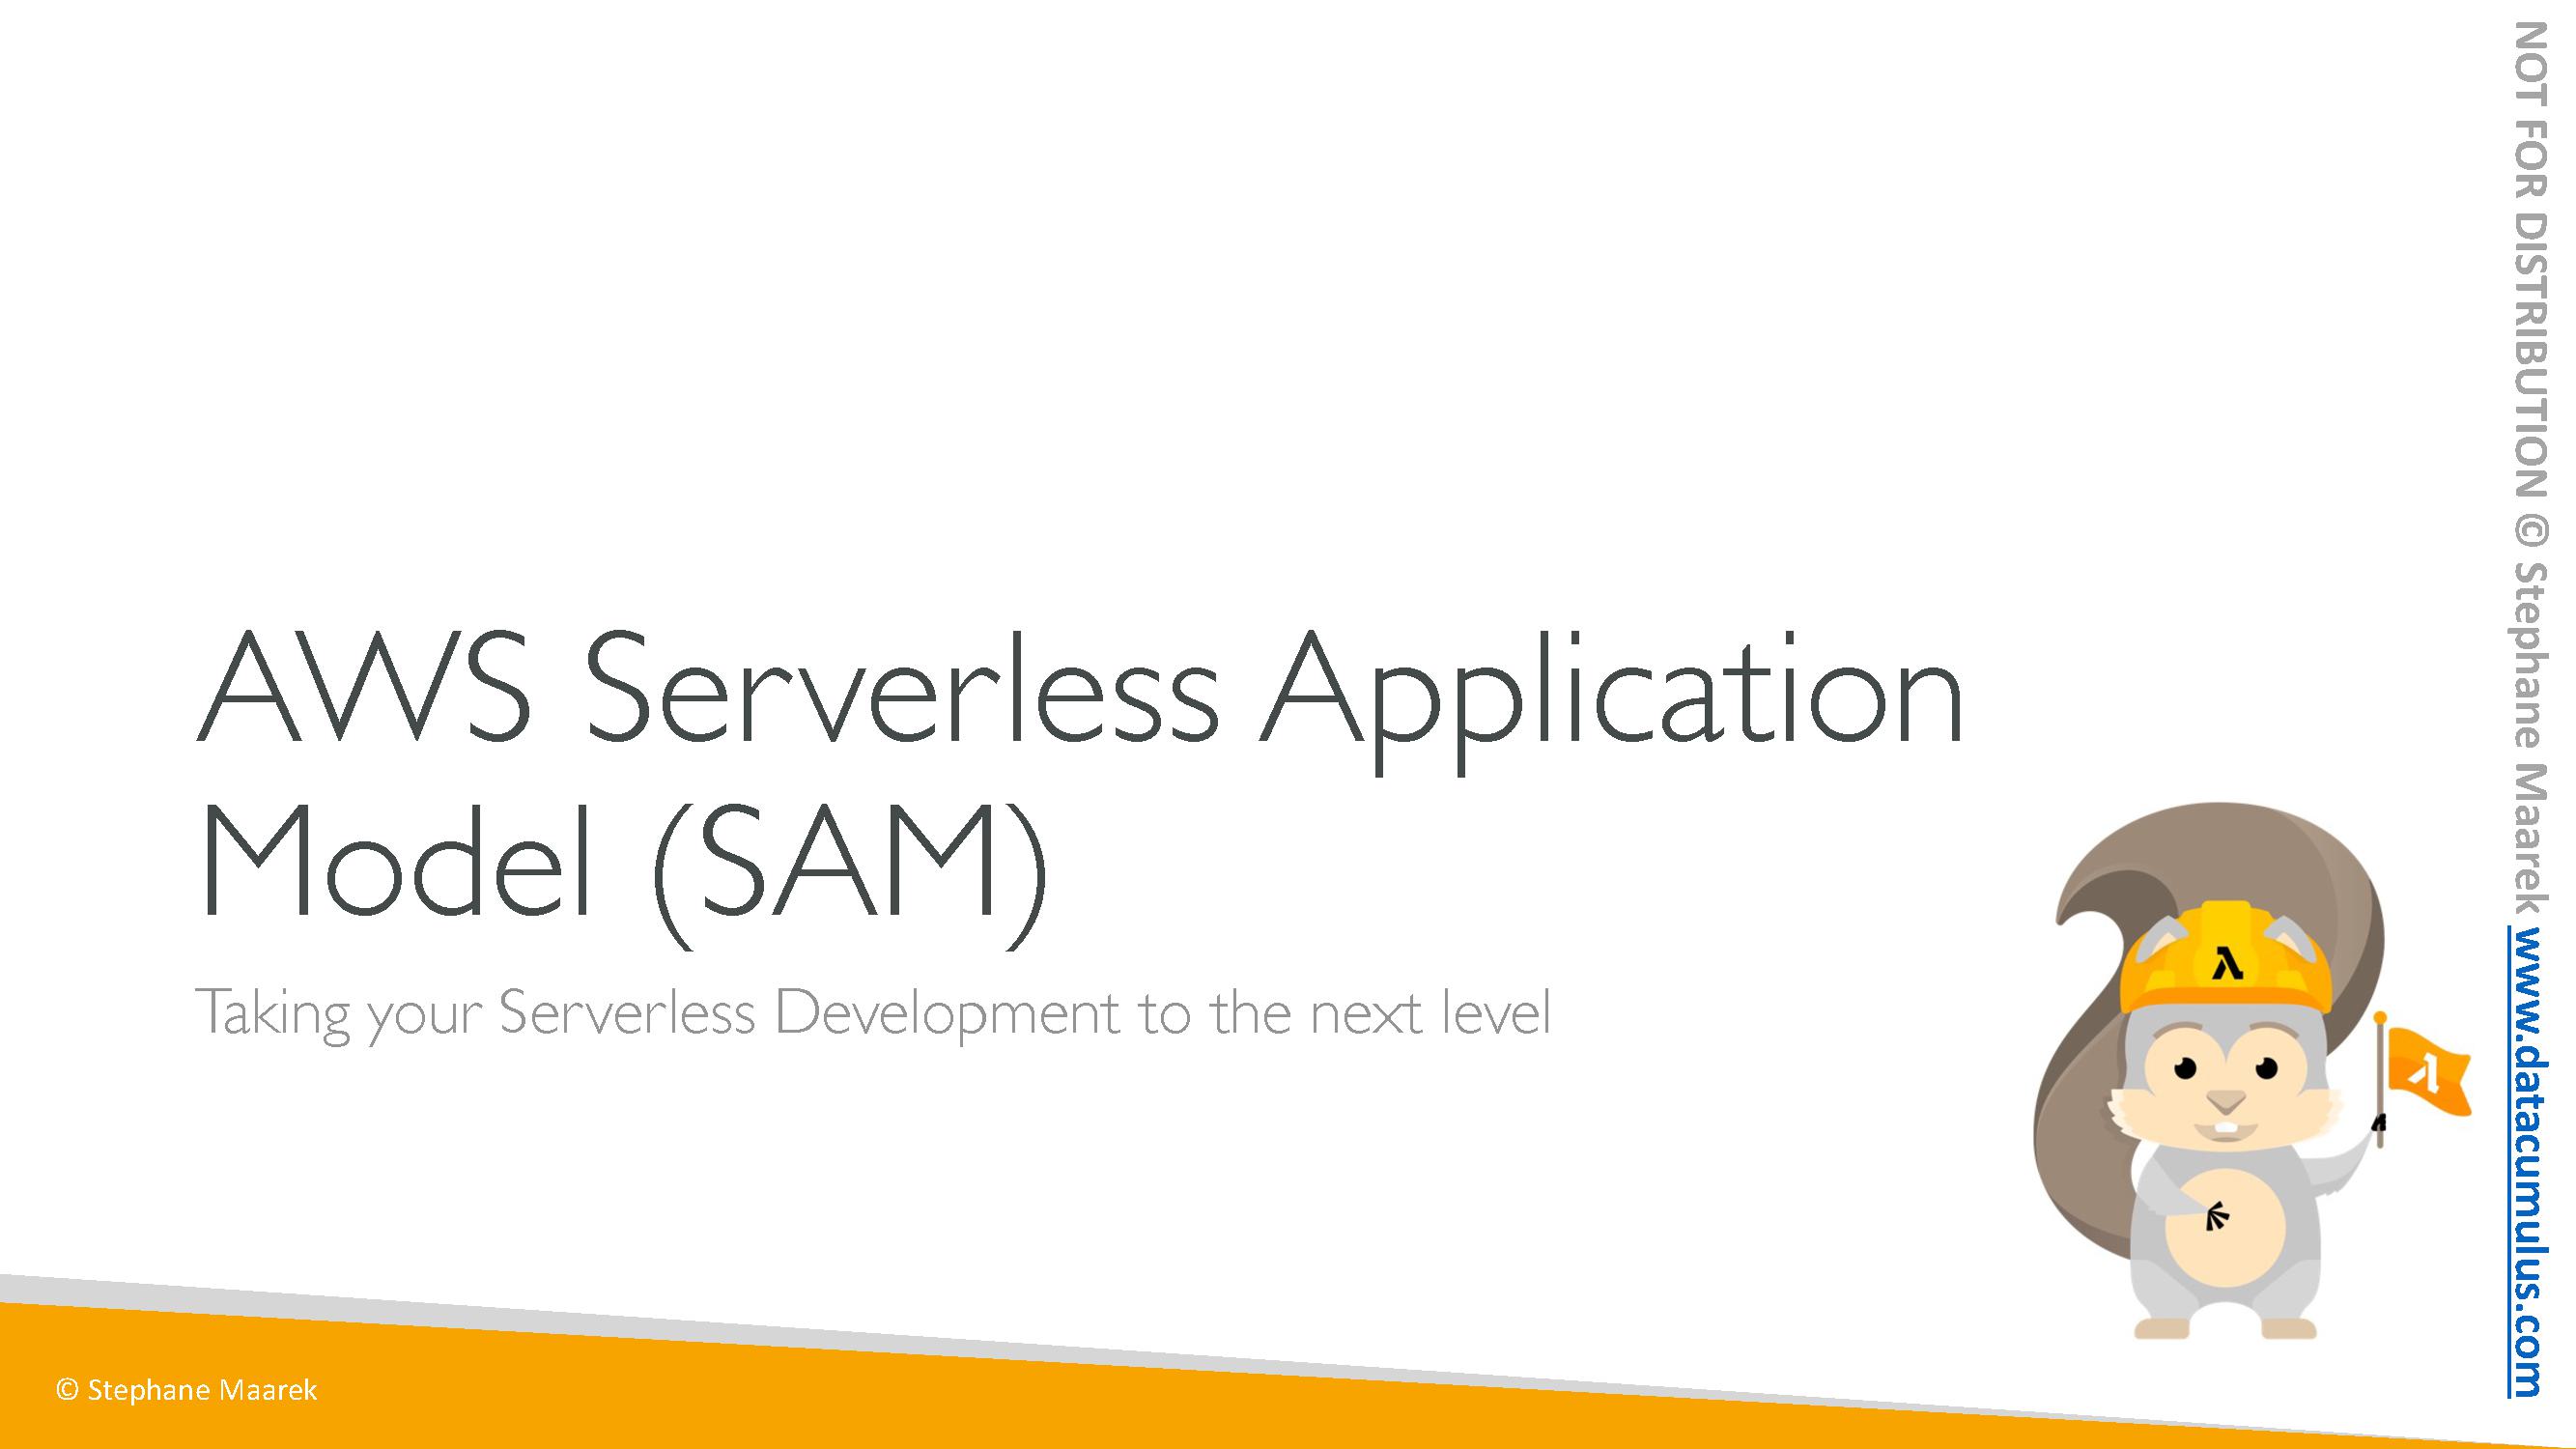 AWS Serverless Application
Model (SAM)
Taking your Serverless Development to the next level
© Stephane Maarek
NOT FOR DISTRIBUTION © Stephane Maarek www.datacumulus.com
λ
λ